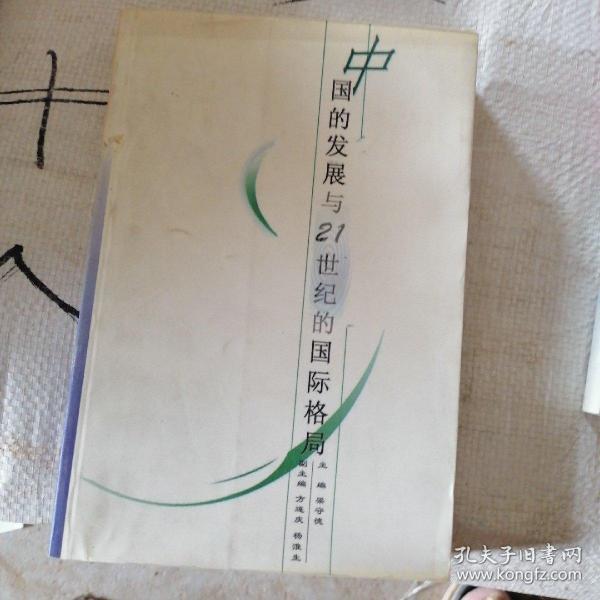 中国的发展与21世纪的国际格局
主 编 梁守德
副主编 方连庆 杨淮生
孔夫子旧书网
www.kongfz.com